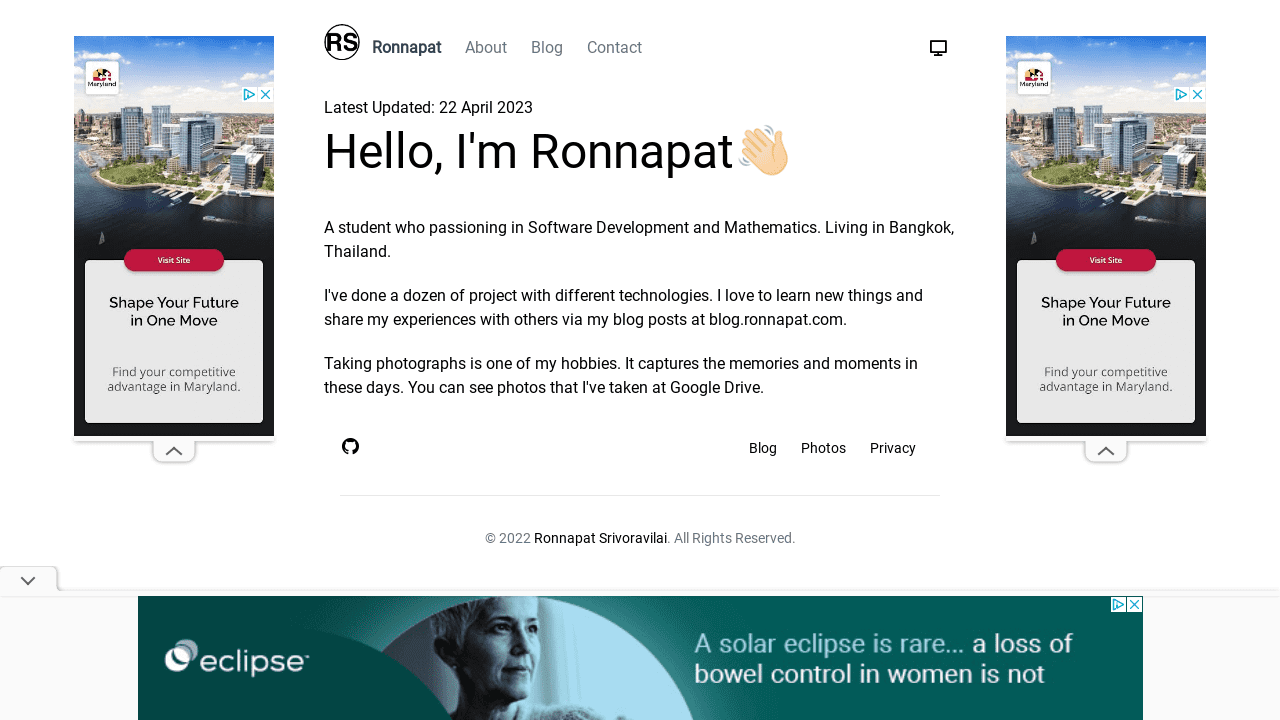 RS Ronnapat About Blog Contact
Latest Updated: 22 April 2023
Hello, I'm Ronnapat
A student who passioning in Software Development and Mathematics. Living in Bangkok,
Thailand.
I've done a dozen of project with different technologies. I love to learn new things and
share my experiences with others via my blog posts at blog.ronnapat.com.
Taking photographs is one of my hobbies. It captures the memories and moments in
these days. You can see photos that I've taken at Google Drive.
Blog Photos Privacy
© 2022 Ronnapat Srivoravilai. All Rights Reserved.
Maryland
Visit Site
Shape Your Future
in One Move
Find your competitive
advantage in Maryland.
Maryland
Visit Site
Shape Your Future
in One Move
Find your competitive
advantage in Maryland.
eclipse™
A solar eclipse is rare... a loss of
bowel control in women is not